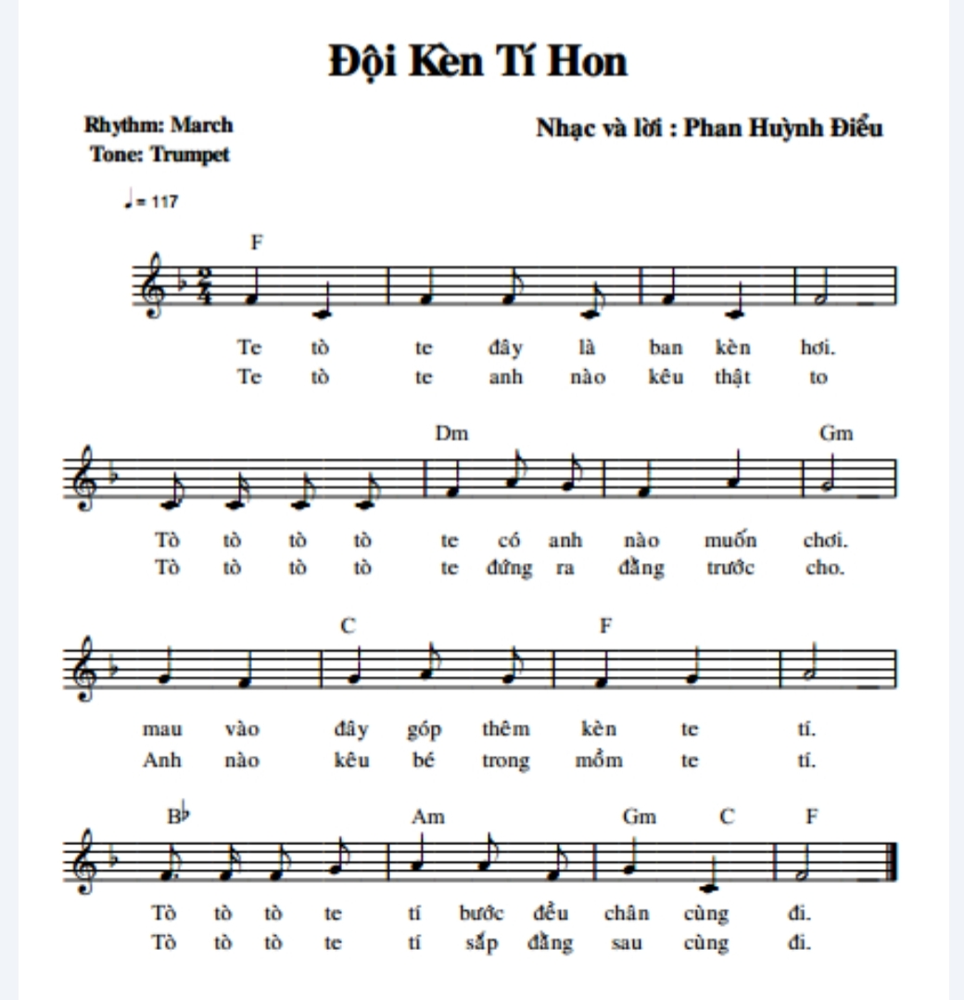 Đội Kèn Tí Hon
Rhythm: March
Nhạc và lời : Phan Huỳnh Điểu
Tone: Trumpet
♩ = 117
F
2
4
Te tò te đây là ban kèn hơi.
Te tò te anh nào kêu thật to
Dm Gm
Tò tò tò tò te có anh nào muốn chơi.
Tò tò tò tò te đứng ra đằng trước cho.
C F
mau vào đây góp thêm kèn te tí.
Anh nào kêu bé trong mồm te tí.
B♭ Am Gm C F
Tò tò tò te tí bước đều chân cùng đi.
Tò tò tò te tí sắp đằng sau cùng đi.